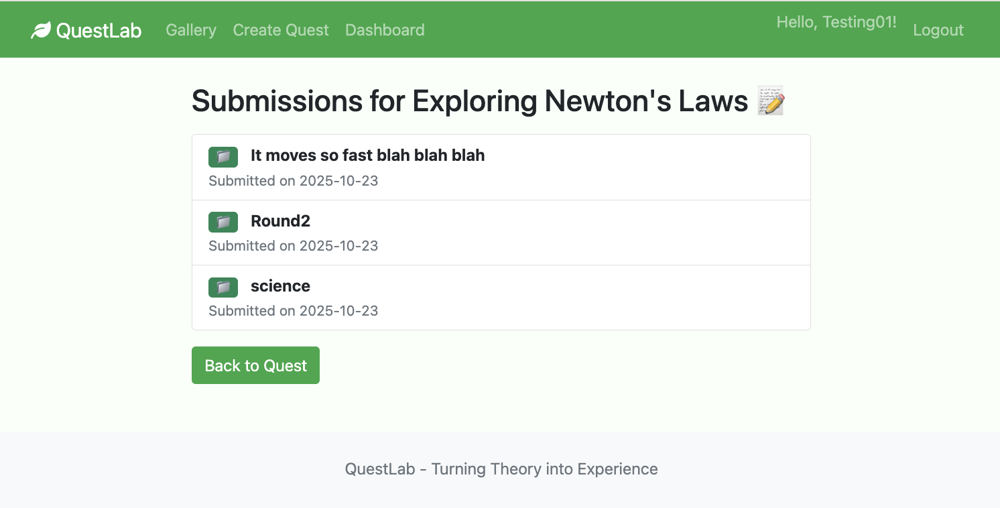 QuestLab Gallery Create Quest Dashboard Hello, Testing01! Logout
Submissions for Exploring Newton's Laws 📝
📁 It moves so fast blah blah blah
Submitted on 2025-10-23
📁 Round2
Submitted on 2025-10-23
📁 science
Submitted on 2025-10-23
Back to Quest
QuestLab - Turning Theory into Experience